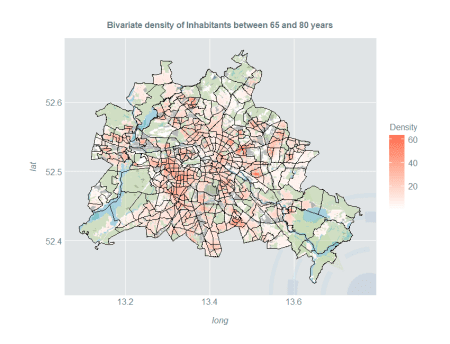 Bivariate density of Inhabitants between 65 and 80 years
52.6
52.5
52.4
lat
13.2
13.4
13.6
long
Density
60
40
20